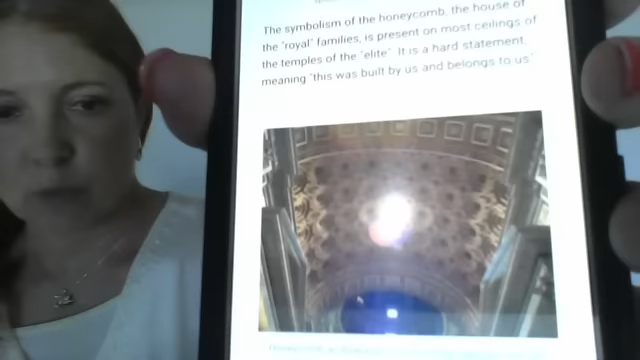 The symbolism of the honeycomb, the house of
the "royal" families, is present on most ceilings of
the temples of the "elite". It is a hard statement,
meaning "this was built by us and belongs to us"